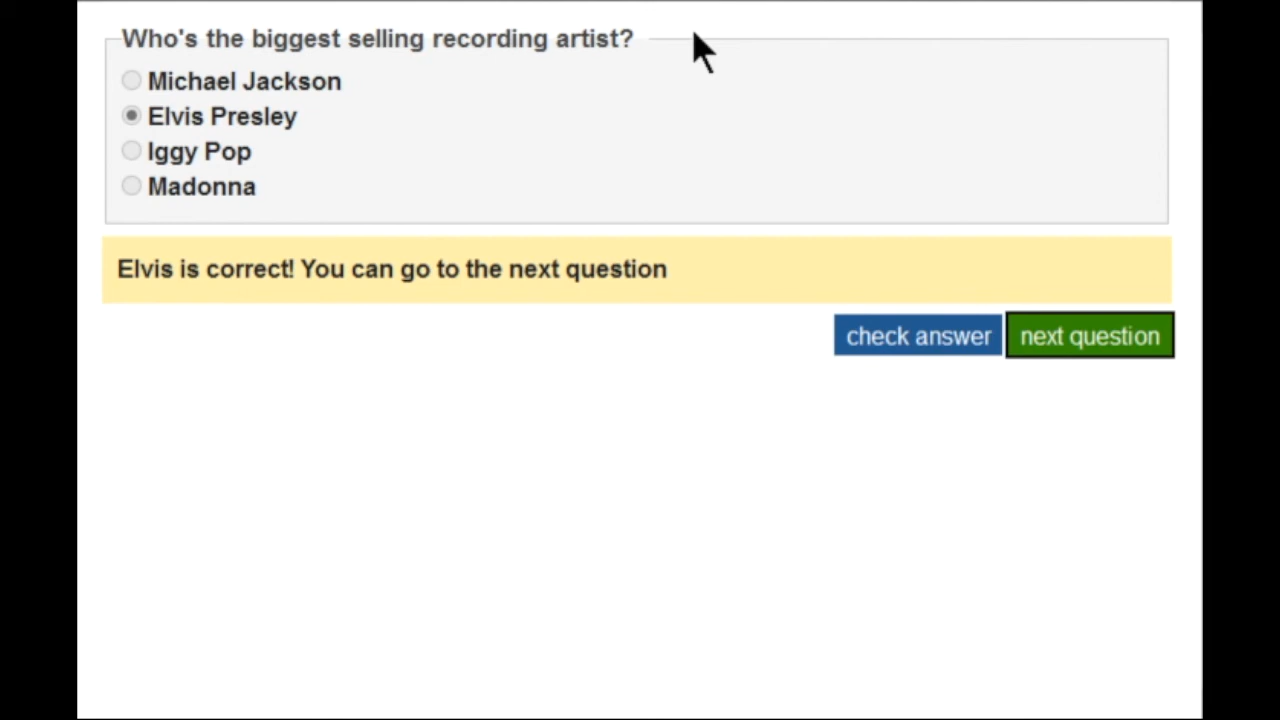 Who's the biggest selling recording artist?
Michael Jackson
Elvis Presley
Iggy Pop
Madonna
Elvis is correct! You can go to the next question
check answer next question